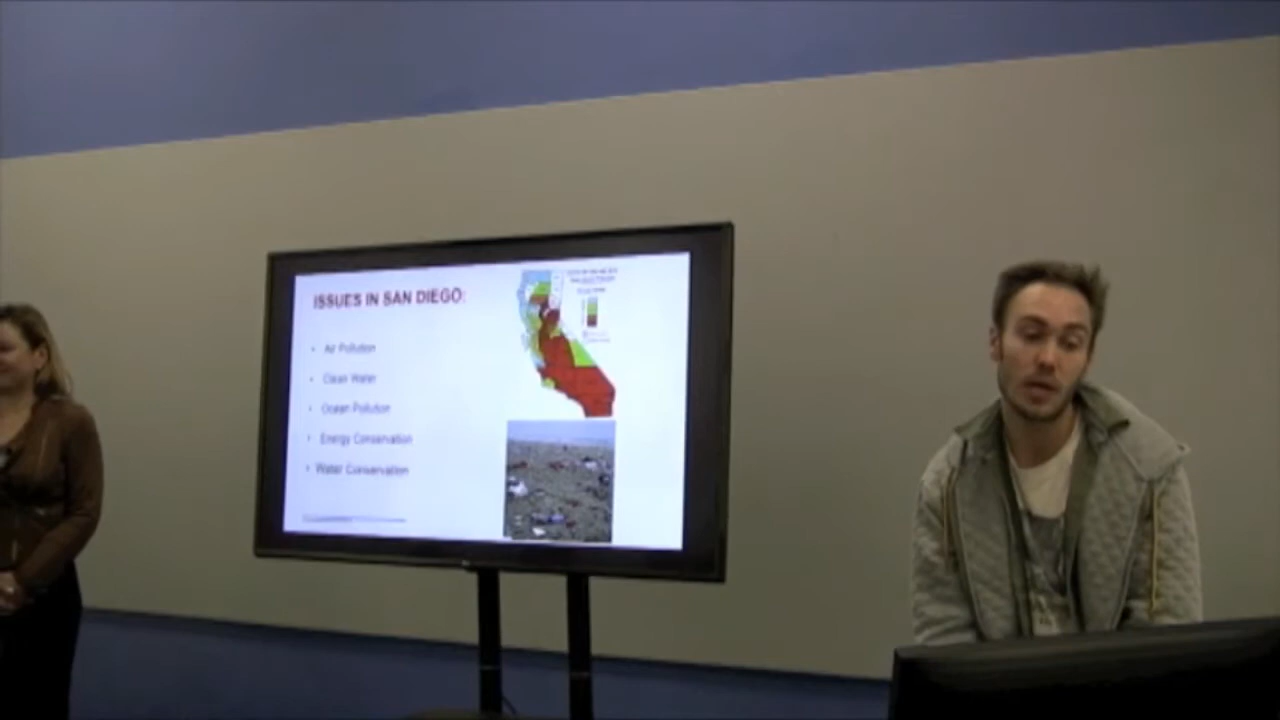 ISSUES IN SAN DIEGO:
• Air Pollution
• Clean Water
• Ocean Pollution
• Energy Conservation
• Water Conservation